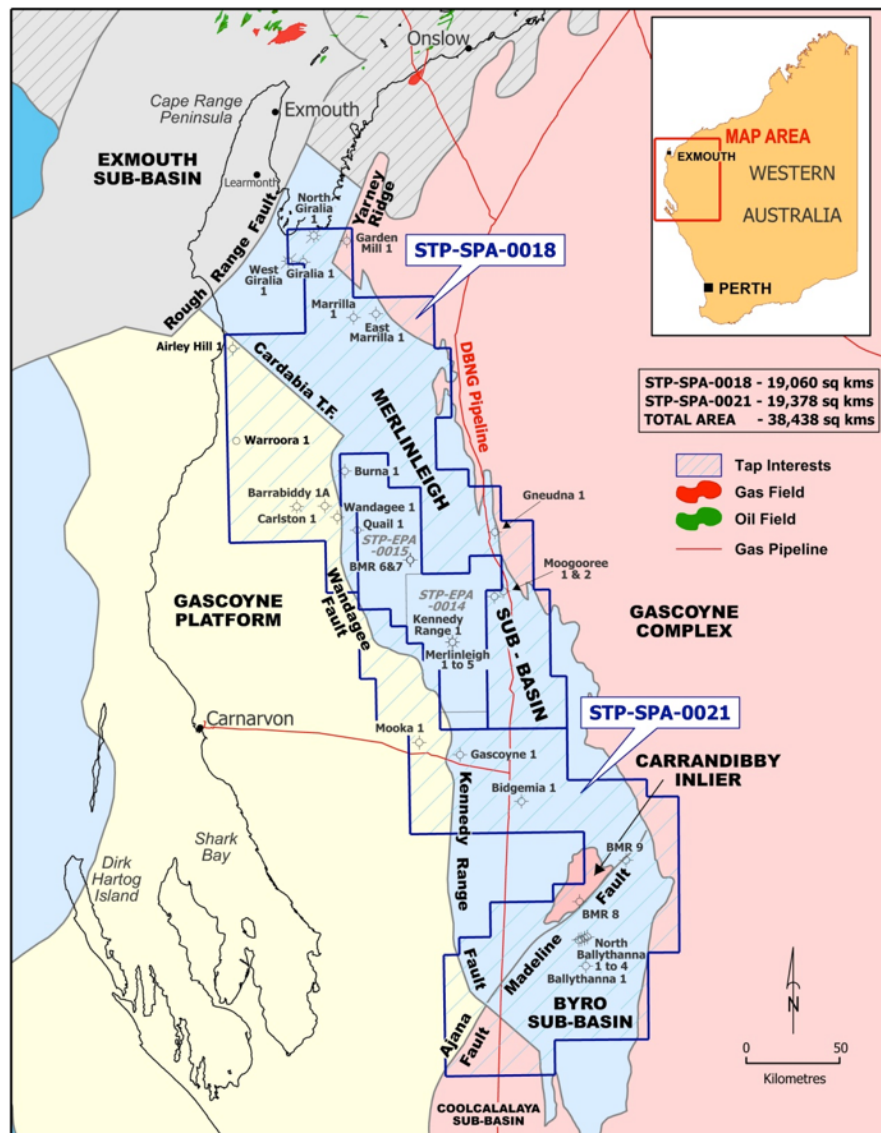 Onslow
Cape Range
Peninsula
Exmouth
EXMOUTH
SUB-BASIN
Learmonth
Rough Range Fault
North
Giralia
1
Yarney
Ridge
Garden
Mill 1
STP-SPA-0018
West
Giralia
1
Giralia 1
Marrilla
1
East
Marrilla 1
Airley Hill 1
Cardabia T.F.
DBNG Pipeline
MERLINLEIGH
SUB - BASIN
MAP AREA
EXMOUTH
WESTERN
AUSTRALIA
PERTH
STP-SPA-0018 - 19,060 sq kms
STP-SPA-0021 - 19,378 sq kms
TOTAL AREA - 38,438 sq kms
Tap Interests
Gas Field
Oil Field
Gas Pipeline
Warroora 1
Burna 1
Barrabiddy 1A
Wandagee 1
Carlston 1
Quail 1
STP-EPA
-0015
BMR 6&7
Gneudna 1
Moogooree
1 & 2
STP-EPA
-0014
Kennedy
Range 1
Merlinleigh
1 to 5
Wandagee
Fault
GASCOYNE
PLATFORM
GASCOYNE
COMPLEX
Carnarvon
Mooka 1
Gascoyne 1
STP-SPA-0021
Bidgemia 1
CARRANDIBBY
INLIER
Kennedy Range
Fault
Shark
Bay
Dirk
Hartog
Island
BMR 9
BMR 8
Madeline
Fault
North
Ballythanna
1 to 4
Ballythanna 1
BYRO
SUB-BASIN
Ajana
Fault
COOLCALALAYA
SUB-BASIN
N
0
50
Kilometres